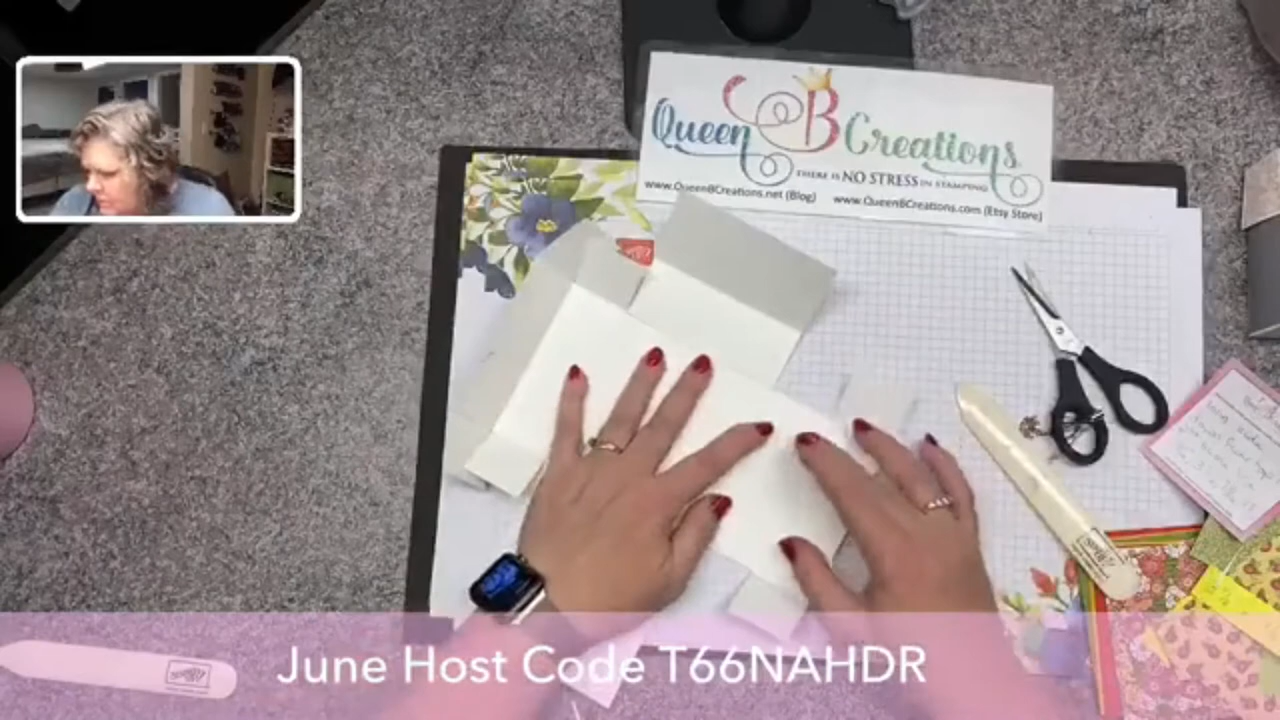 Queen B Creations
THERE IS NO STRESS IN STAMPING
www.QueenBCreations.net (Blog) www.QueenBCreations.com (Etsy Store)
June Host Code T66NAHDR